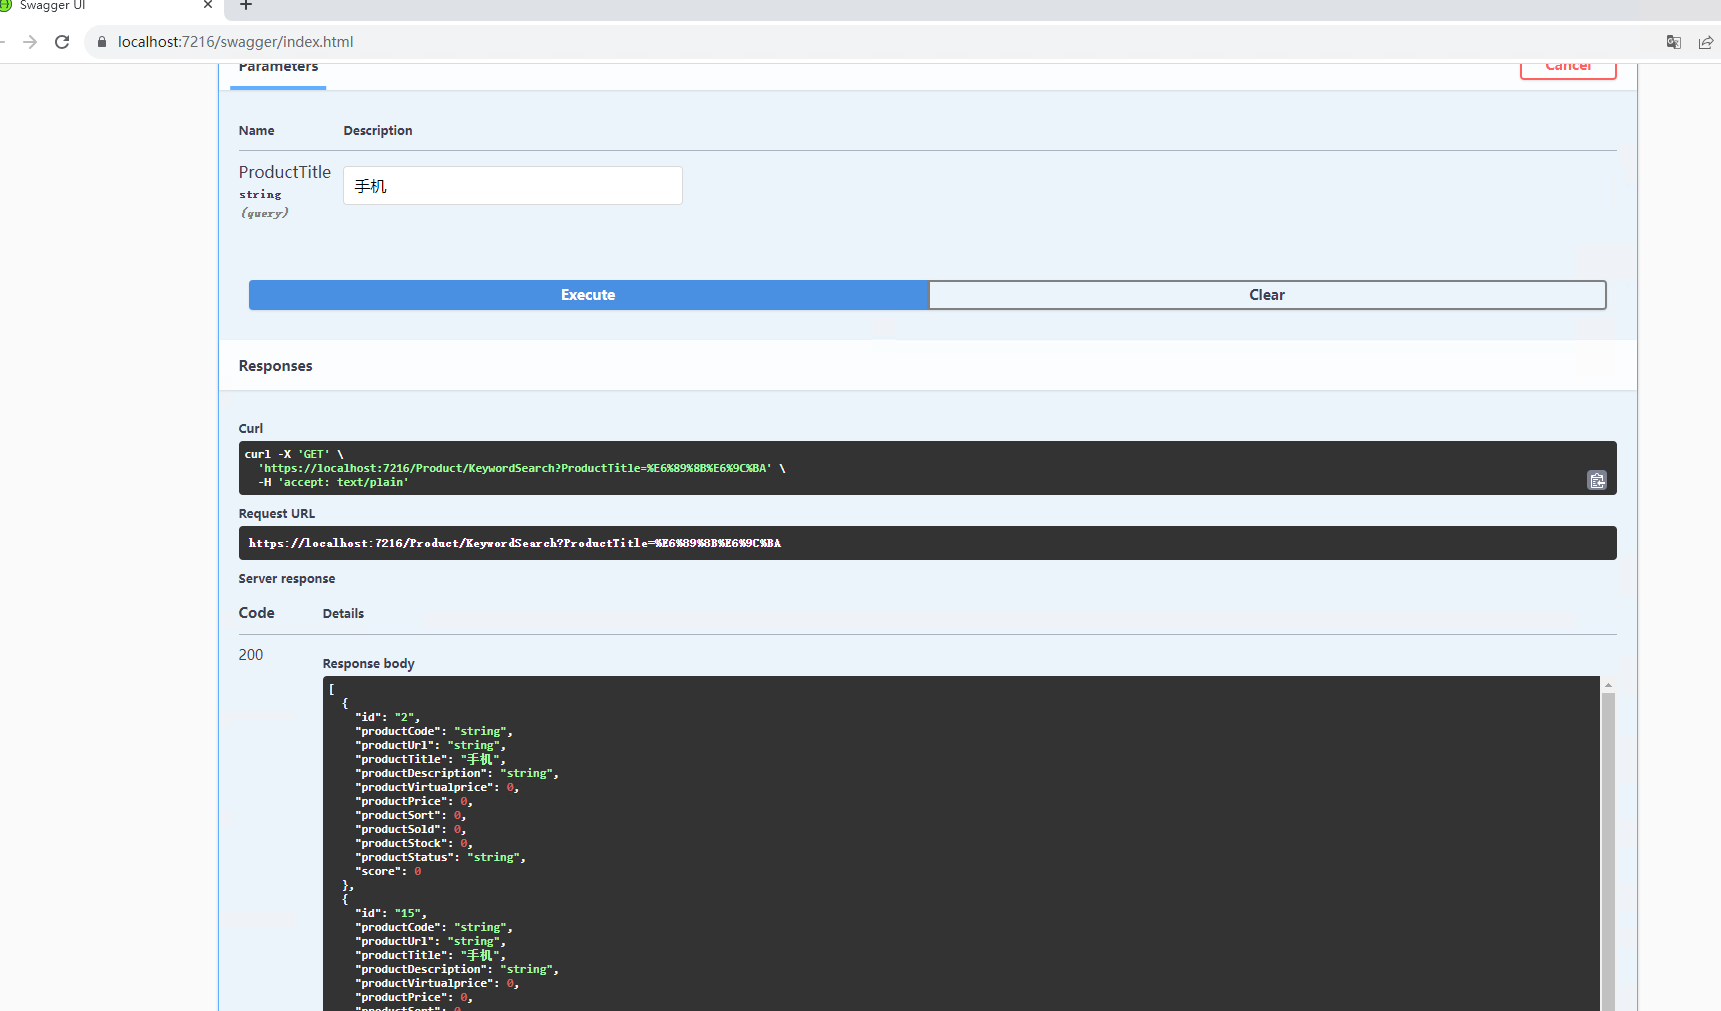 Swagger UI
localhost:7216/swagger/index.html
Parameters
Cancel
Name Description
ProductTitle
手机
string
(query)
Execute
Clear
Responses
Curl
curl -X 'GET' \
'https://localhost:7216/Product/KeywordSearch?ProductTitle=%E6%89%8B%E6%9C%BA' \
-H 'accept: text/plain'
Request URL
https://localhost:7216/Product/KeywordSearch?ProductTitle=%E6%89%8B%E6%9C%BA
Server response
Code Details
200
Response body
[
{
"id": "2",
"productCode": "string",
"productUrl": "string",
"productTitle": "手机",
"productDescription": "string",
"productVirtualprice": 0,
"productPrice": 0,
"productSort": 0,
"productSold": 0,
"productStock": 0,
"productStatus": "string",
"score": 0
},
{
"id": "15",
"productCode": "string",
"productUrl": "string",
"productTitle": "手机",
"productDescription": "string",
"productVirtualprice": 0,
"productPrice": 0,
"productSort": 0